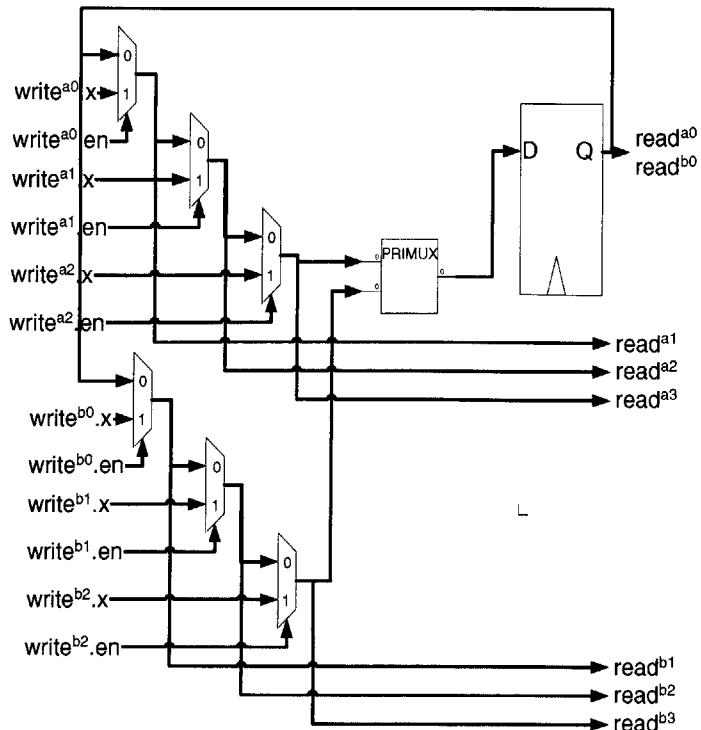 0
write^a0.x
1
write^a0.en
0
write^a1.x
1
write^a1.en
0
write^a2.x
1
write^a2.en
PRIMUX
o
o
o
D Q
read^a0
read^b0
read^a1
read^a2
read^a3
0
write^b0.x
1
write^b0.en
0
write^b1.x
1
write^b1.en
0
write^b2.x
1
write^b2.en
read^b1
read^b2
read^b3